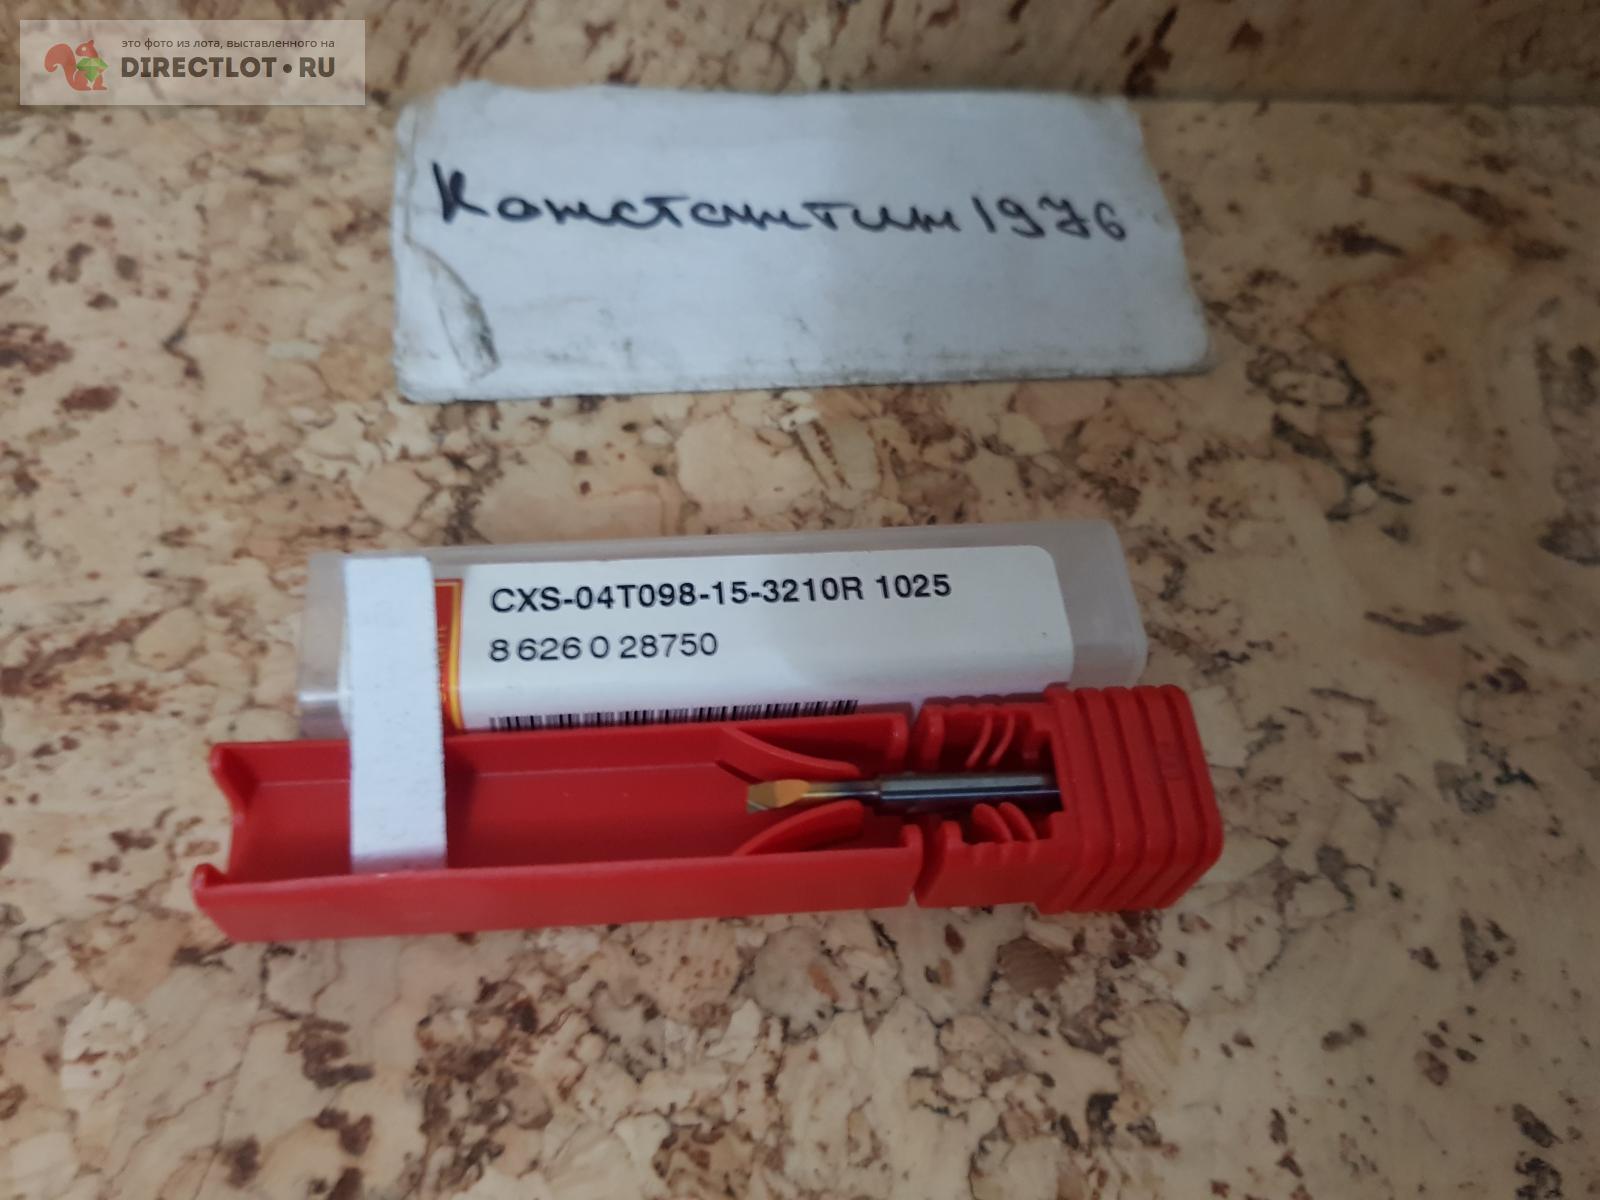 это фото из лота, выставленного на
DIRECTLOT•RU
Константин1976
CXS-04T098-15-3210R 1025
8 626 0 28750